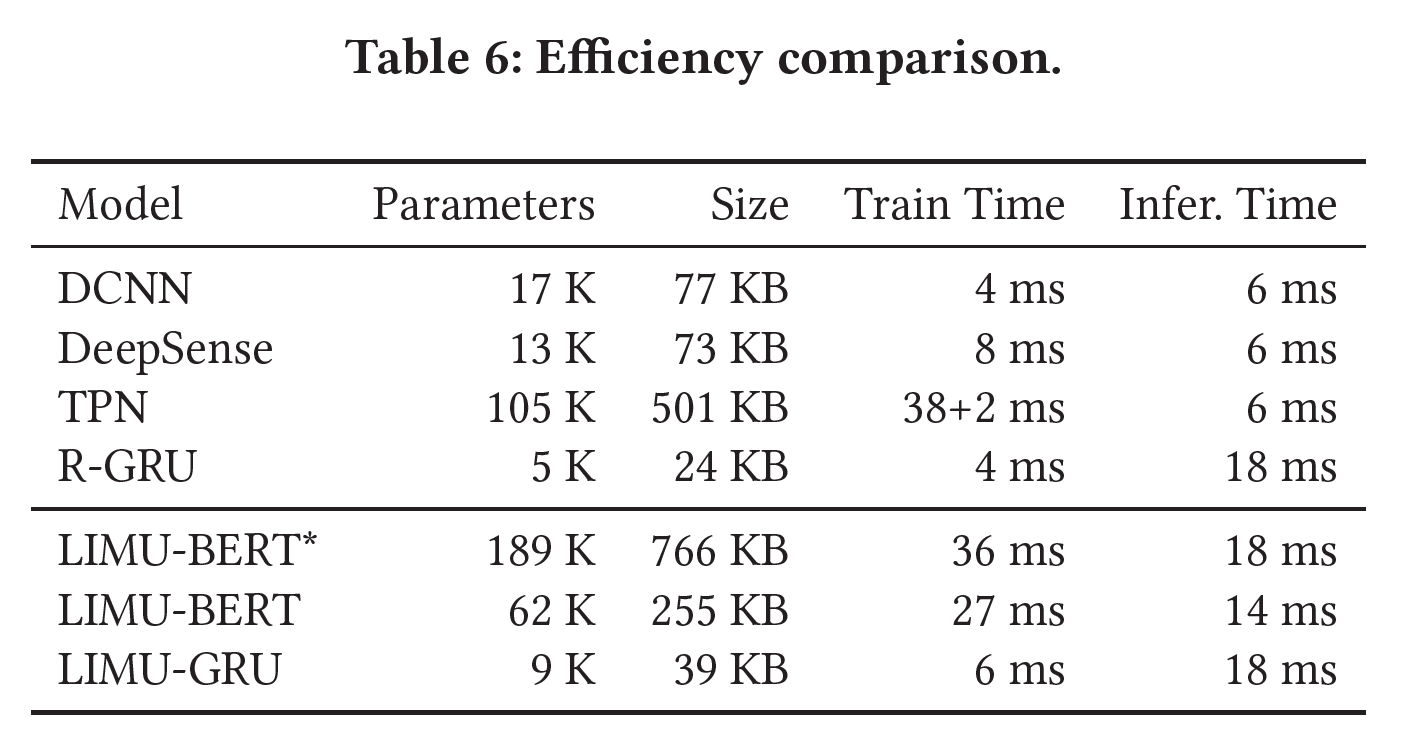 Table 6: Efficiency comparison.
Model Parameters Size Train Time Infer. Time
DCNN 17 K 77 KB 4 ms 6 ms
DeepSense 13 K 73 KB 8 ms 6 ms
TPN 105 K 501 KB 38+2 ms 6 ms
R-GRU 5 K 24 KB 4 ms 18 ms
LIMU-BERT* 189 K 766 KB 36 ms 18 ms
LIMU-BERT 62 K 255 KB 27 ms 14 ms
LIMU-GRU 9 K 39 KB 6 ms 18 ms